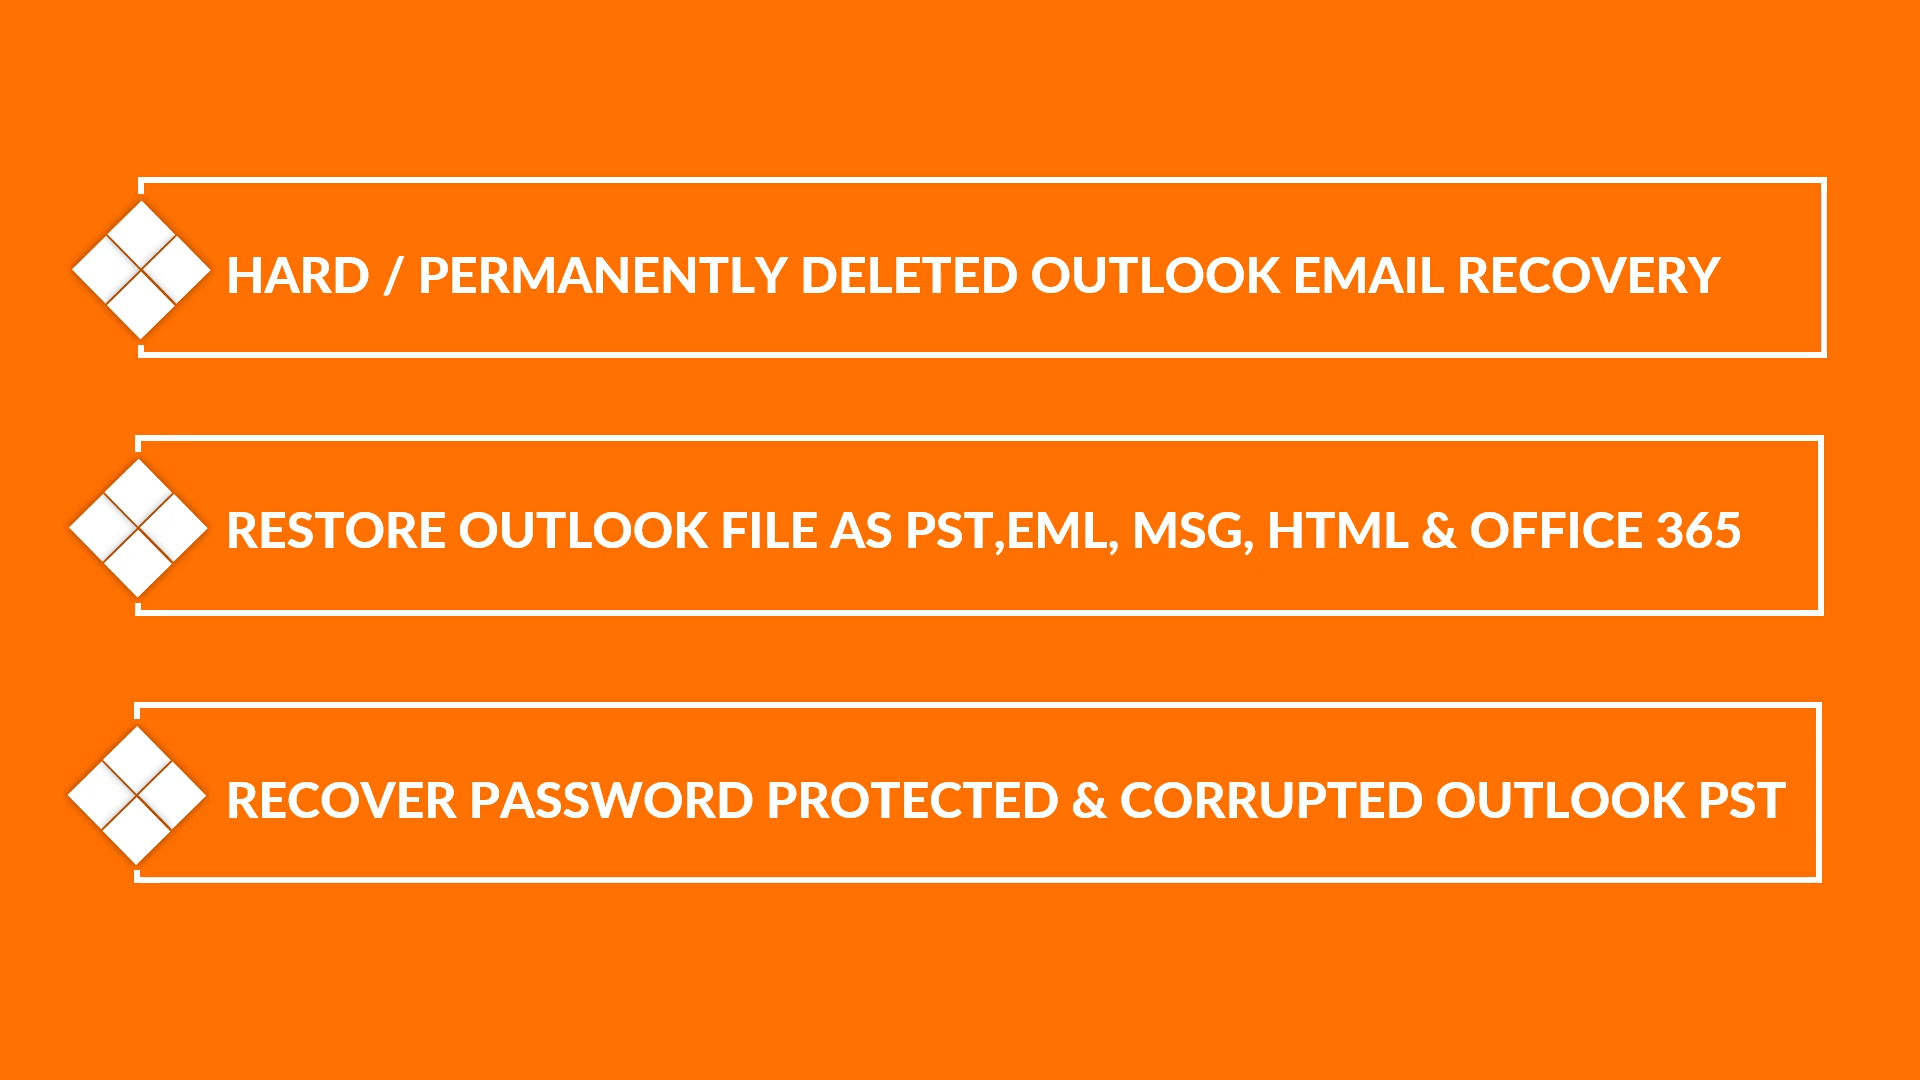 HARD / PERMANENTLY DELETED OUTLOOK EMAIL RECOVERY
RESTORE OUTLOOK FILE AS PST,EML, MSG, HTML & OFFICE 365
RECOVER PASSWORD PROTECTED & CORRUPTED OUTLOOK PST